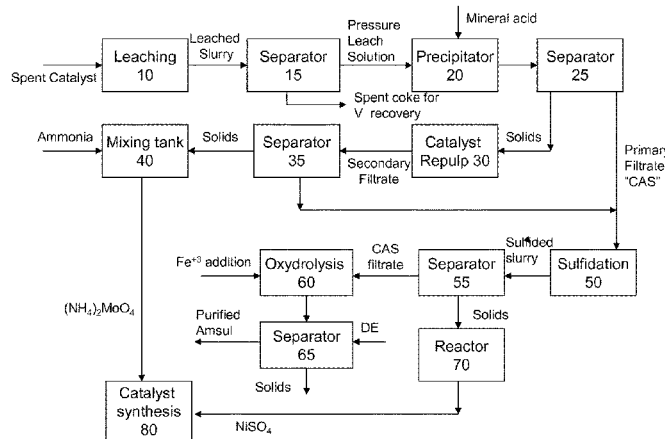 Mineral acid
Leaching
10
Leached
Slurry
Separator
15
Pressure
Leach
Solution
Precipitator
20
Separator
25
Spent Catalyst
Spent coke for
V recovery
Ammonia
Mixing tank
40
Solids
Separator
35
Secondary
Filtrate
Catalyst
Repulp 30
Solids
Primary
Filtrate
"CAS"
Fe+3 addition
Oxydrolysis
60
CAS
filtrate
Separator
55
Sulfided
slurry
Sulfidation
50
(NH4)2MoO4
Purified
Amsul
Separator
65
DE
Solids
Reactor
70
Solids
Catalyst
synthesis
80
NiSO4